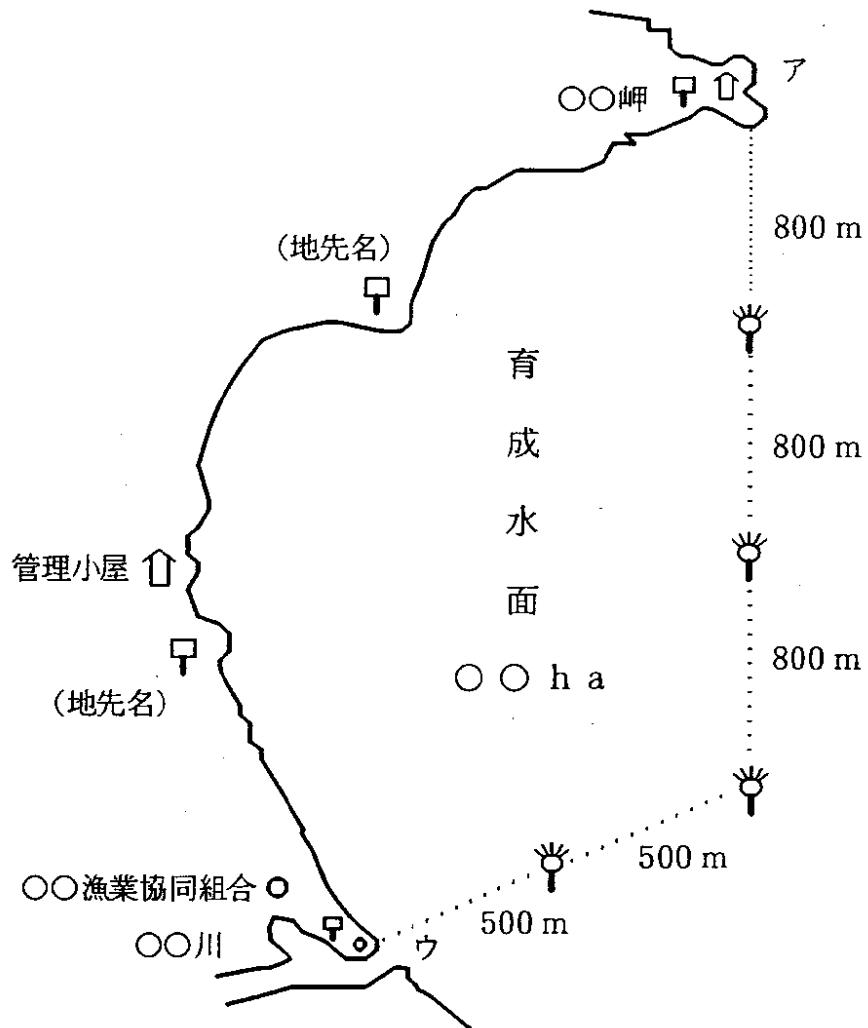 ア
○○岬
800 m
(地先名)
育成水面
800 m
管理小屋
○○ha
800 m
(地先名)
500 m
○○漁業協同組合
500 m
○○川
ウ